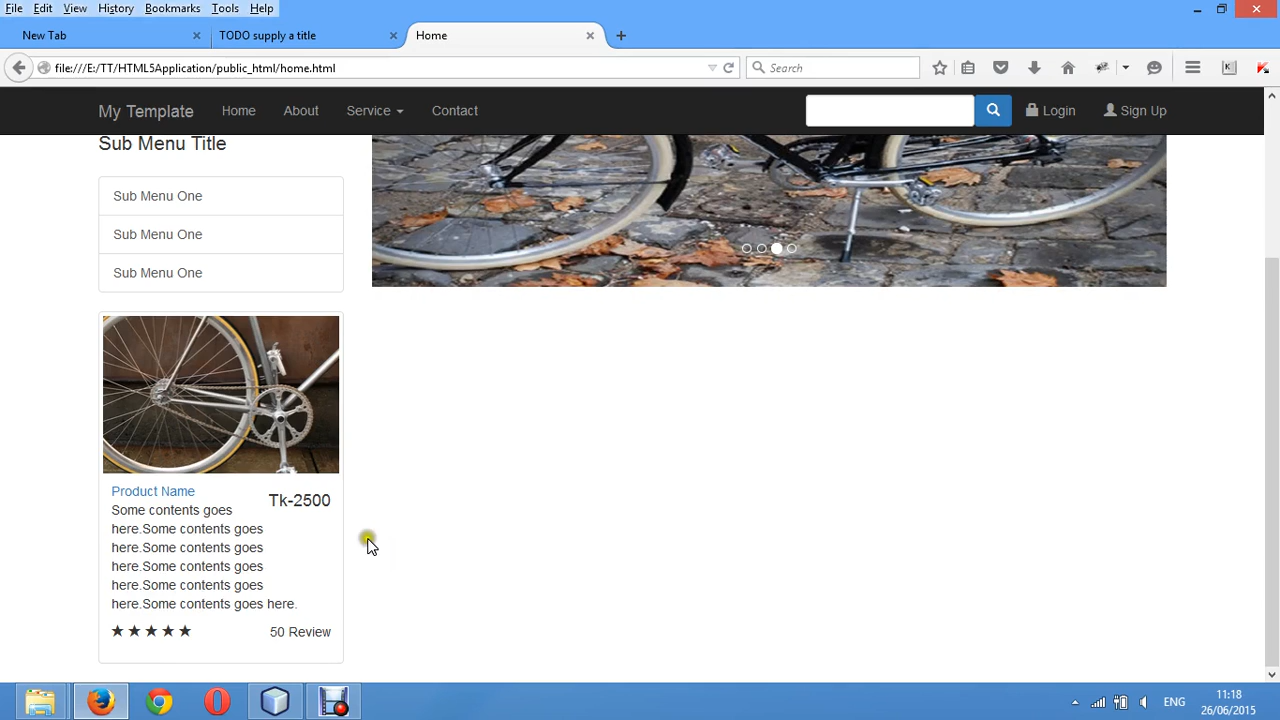 File Edit View History Bookmarks Tools Help
New Tab TODO supply a title Home
file:///E:/TT/HTML5Application/public_html/home.html Search
My Template Home About Service Contact Login Sign Up
Sub Menu Title
Sub Menu One
Sub Menu One
Sub Menu One
Product Name
Tk-2500
Some contents goes
here.Some contents goes
here.Some contents goes
here.Some contents goes
here.Some contents goes
here.Some contents goes here.
★★★★★ 50 Review
ENG
11:18
26/06/2015